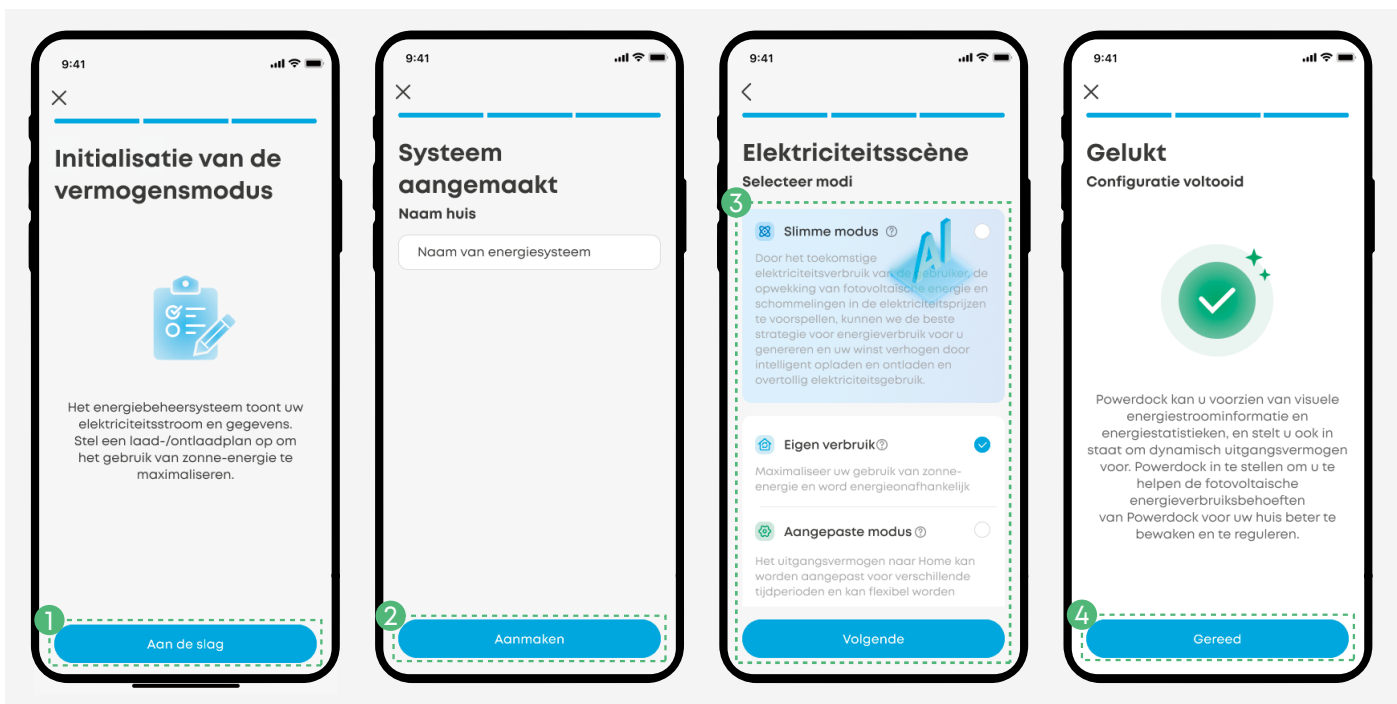 9:41
Initialisatie van de
vermogensmodus
Het energiebeheersysteem toont uw
elektriciteitsstroom en gegevens.
Stel een laad-/ontlaadplan op om
het gebruik van zonne-energie te
maximaliseren.
1
Aan de slag
9:41
Systeem
aangemaakt
Naam huis
Naam van energiesysteem
2
Aanmaken
9:41
Elektriciteitsscène
Selecteer modi
3
Slimme modus ?
AI
Door het toekomstige
elektriciteitsverbruik van de gebruiker, de
opwekking van fotovoltaïsche energie en
schommelingen in de elektriciteitsprijzen
te voorspellen, kunnen we de beste
strategie voor energieverbruik voor u
genereren en uw winst verhogen door
intelligent opladen en ontladen en
overtollig elektriciteitsgebruik.
Eigen verbruik ?
Maximaliseer uw gebruik van zonne-
energie en word energieonafhankelijk
Aangepaste modus ?
Het uitgangsvermogen naar Home kan
worden aangepast voor verschillende
tijdperioden en kan flexibel worden
Volgende
9:41
Gelukt
Configuratie voltooid
Powerdock kan u voorzien van visuele
energiestroominformatie en
energiestatistieken, en stelt u ook in
staat om dynamisch uitgangsvermogen
voor. Powerdock in te stellen om u te
helpen de fotovoltaïsche
energieverbruiksbehoeften
van Powerdock voor uw huis beter te
bewaken en te reguleren.
4
Gereed